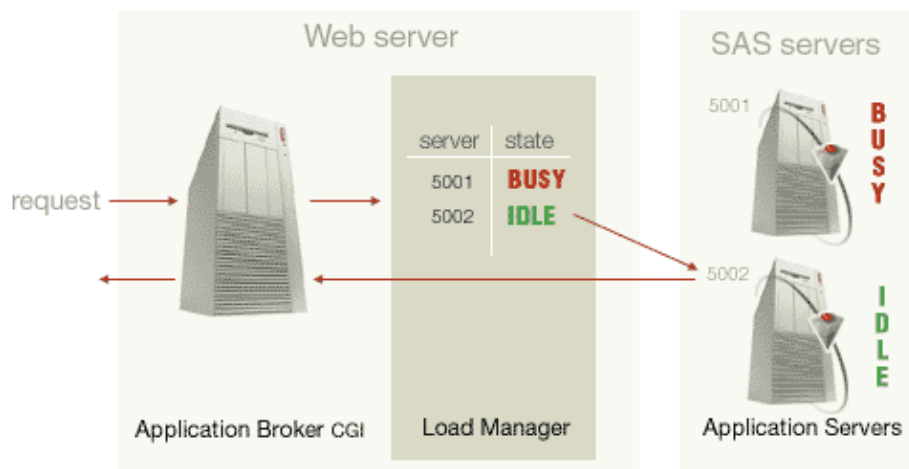 Web server
SAS servers
server state
5001 BUSY
5002 IDLE
request
5001
BUSY
5002
IDLE
Application Broker CGI
Load Manager
Application Servers